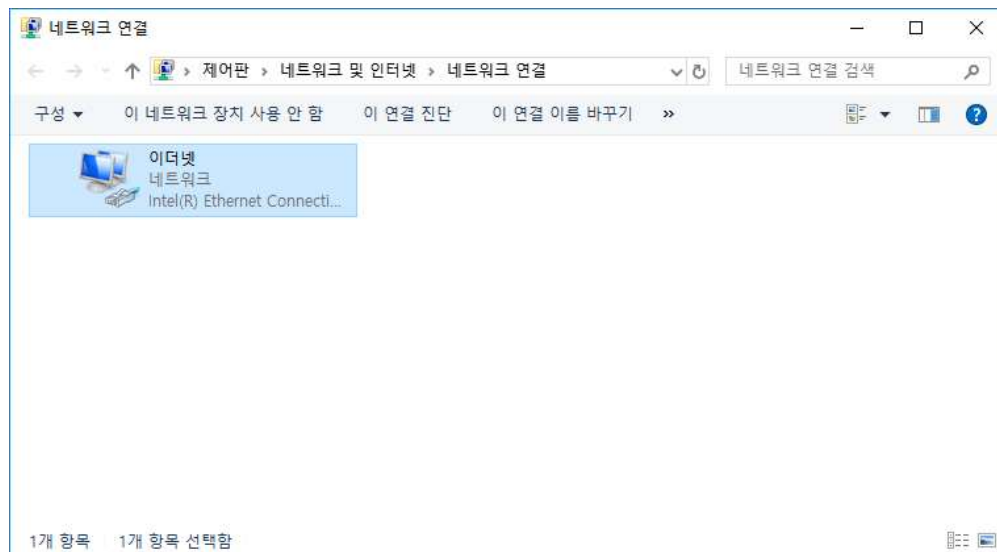 네트워크 연결
제어판 › 네트워크 및 인터넷 › 네트워크 연결
네트워크 연결 검색
구성 이 네트워크 장치 사용 안 함 이 연결 진단 이 연결 이름 바꾸기 »
이더넷
네트워크
Intel(R) Ethernet Connecti...
1개 항목 1개 항목 선택함